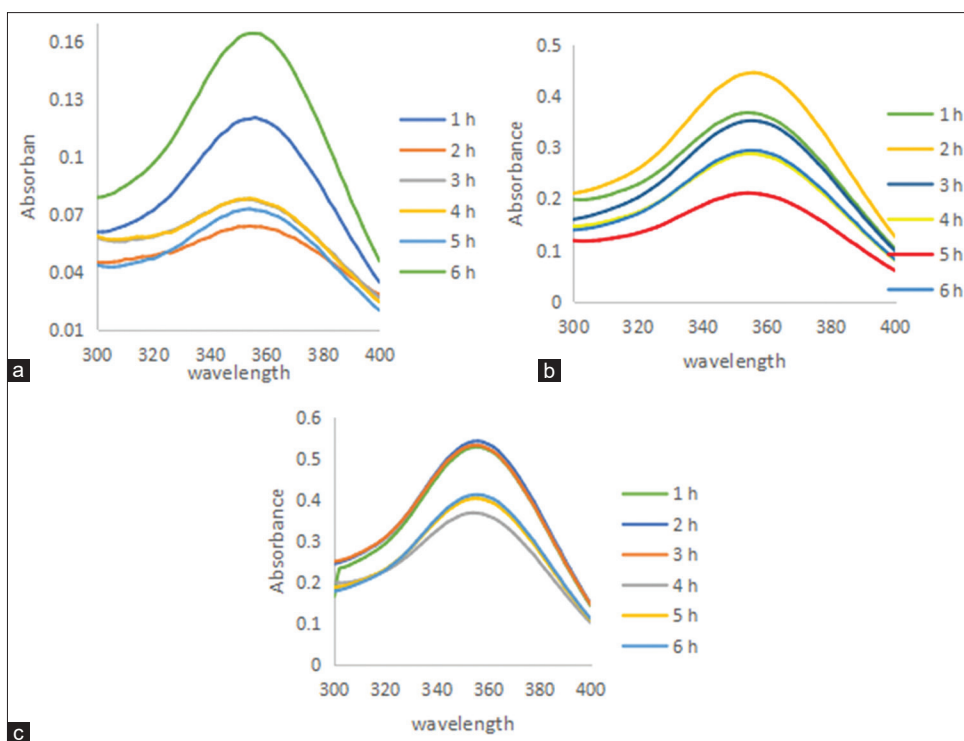 0.16
0.13
0.1
0.07
0.04
0.01
Absorban
300 320 340 360 380 400
wavelength
1 h
2 h
3 h
4 h
5 h
6 h
a
0.5
0.4
0.3
0.2
0.1
0
Absorbance
300 320 340 360 380 400
wavelength
1 h
2 h
3 h
4 h
5 h
6 h
b
0.6
0.5
0.4
0.3
0.2
0.1
0
Absorbance
300 320 340 360 380 400
wavelength
1 h
2 h
3 h
4 h
5 h
6 h
c